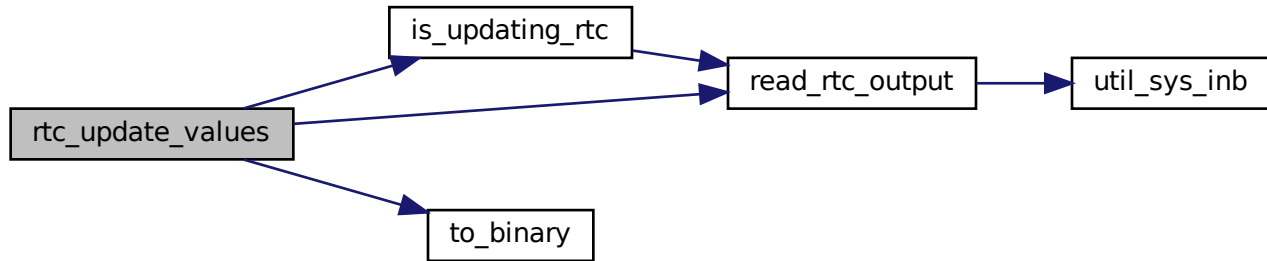 is_updating_rtc
read_rtc_output
util_sys_inb
rtc_update_values
to_binary